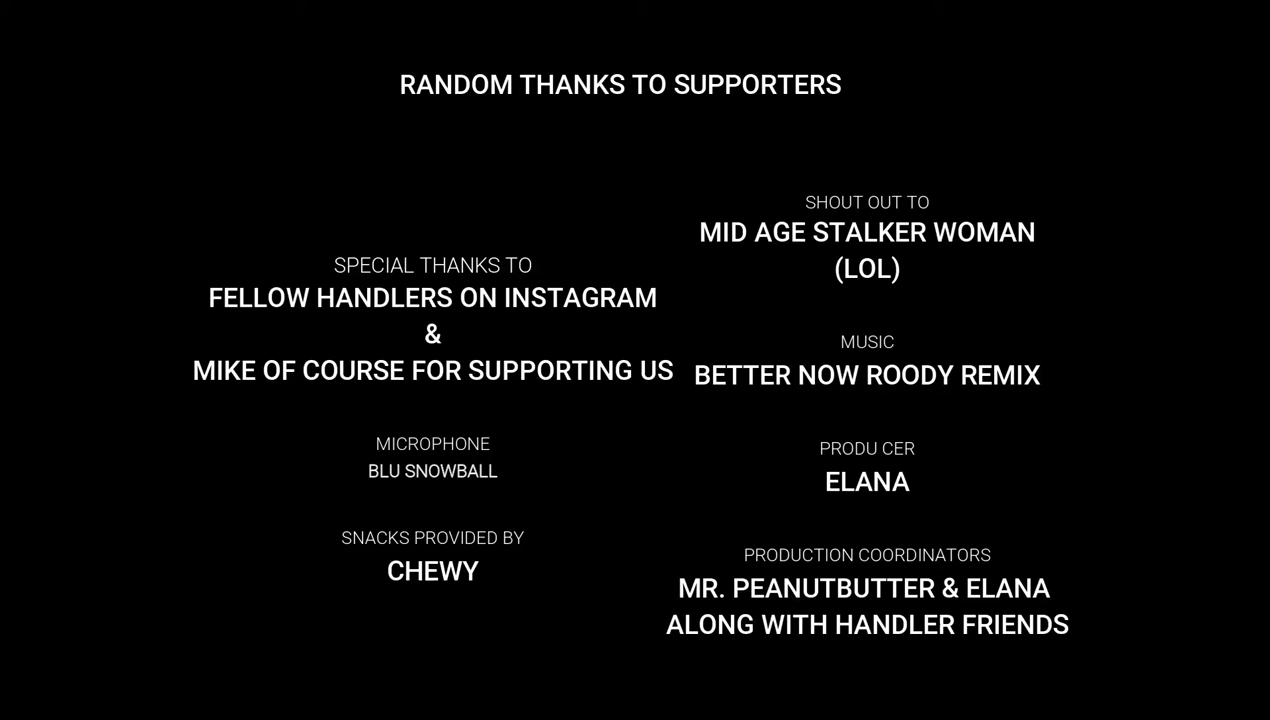 RANDOM THANKS TO SUPPORTERS
SPECIAL THANKS TO
FELLOW HANDLERS ON INSTAGRAM
&
MIKE OF COURSE FOR SUPPORTING US
MICROPHONE
BLU SNOWBALL
SNACKS PROVIDED BY
CHEWY
SHOUT OUT TO
MID AGE STALKER WOMAN
(LOL)
MUSIC
BETTER NOW ROODY REMIX
PRODU CER
ELANA
PRODUCTION COORDINATORS
MR. PEANUTBUTTER & ELANA
ALONG WITH HANDLER FRIENDS